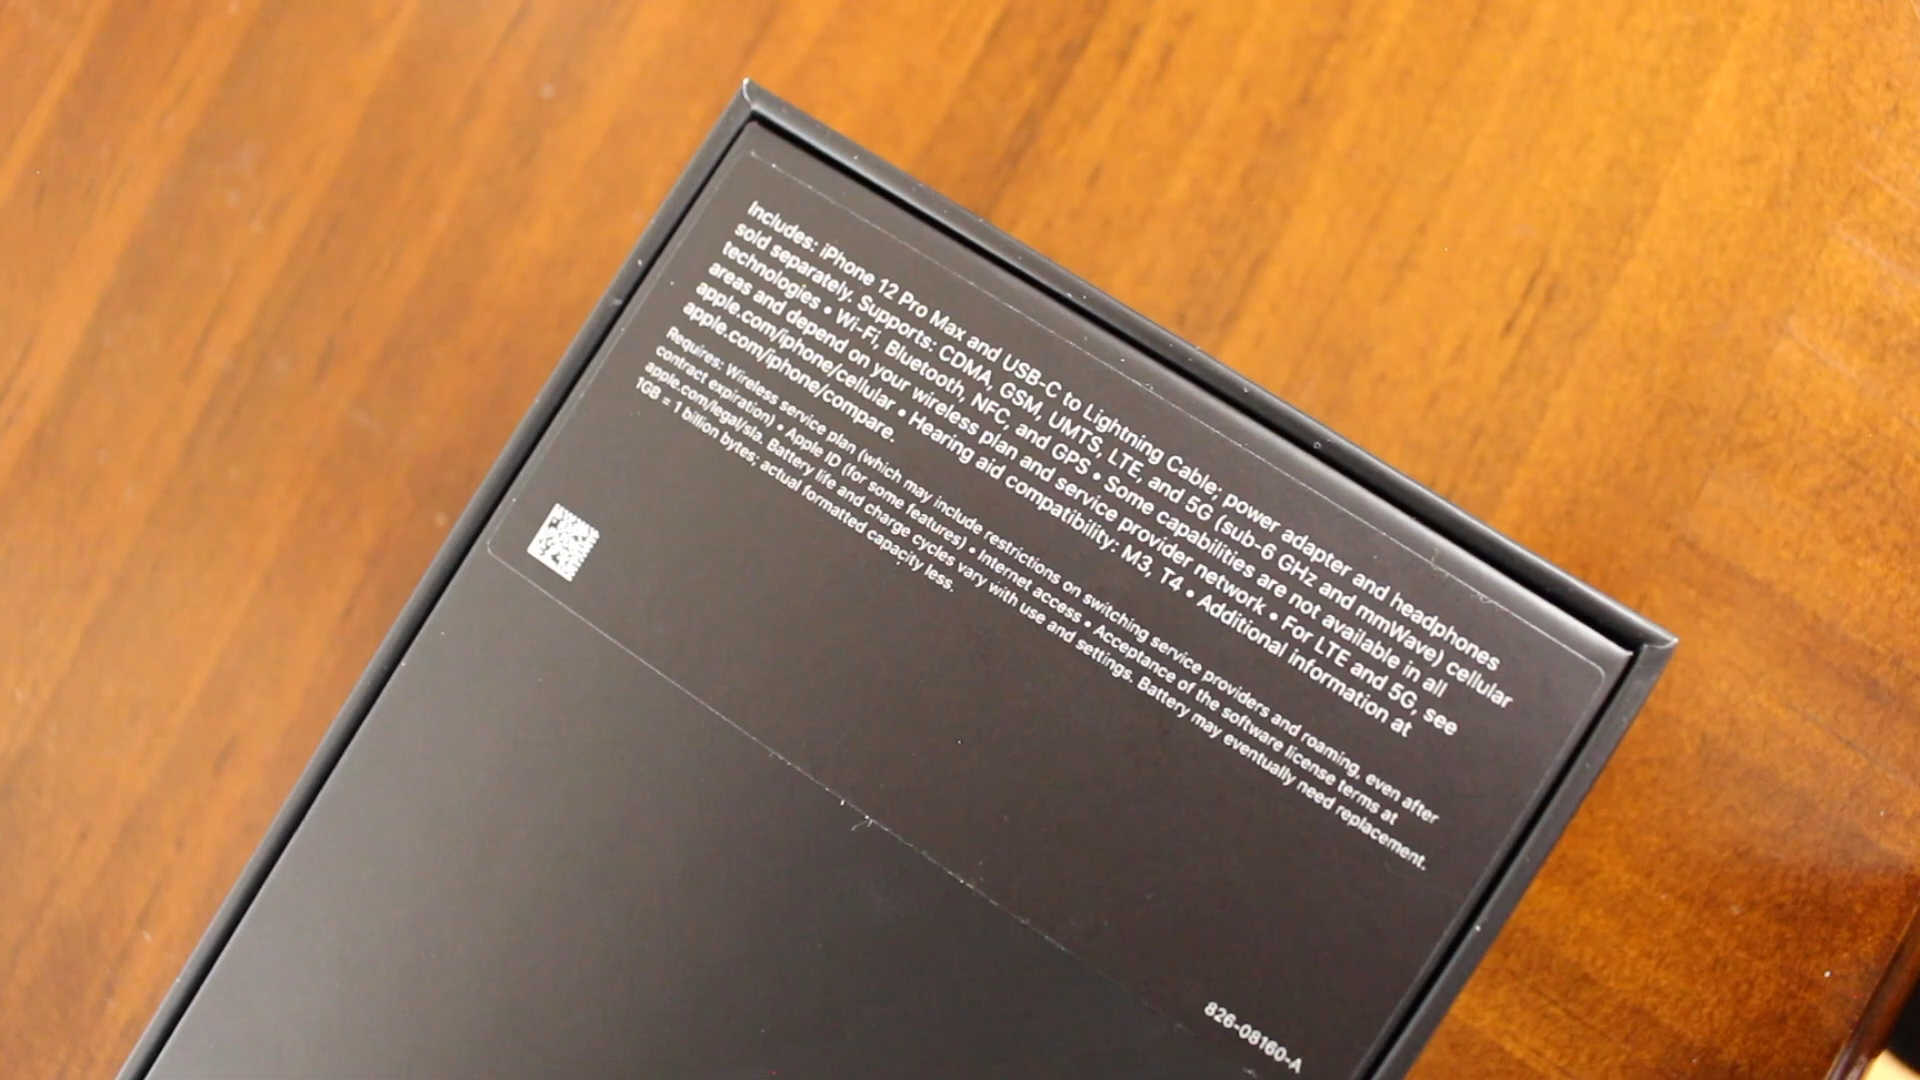 Includes: iPhone 12 Pro Max and USB-C to Lightning Cable; power adapter and headphones
sold separately. Supports: CDMA, GSM, UMTS, LTE, and 5G (sub-6 GHz and mmWave) cellular
technologies • Wi-Fi, Bluetooth, NFC, and GPS • Some capabilities are not available in all
areas and depend on your wireless plan and service provider network • For LTE and 5G, see
apple.com/iphone/cellular • Hearing aid compatibility: M3, T4 • Additional information at
apple.com/iphone/compare.
Requires: Wireless service plan (which may include restrictions on switching service providers and roaming, even after
contract expiration) • Apple ID (for some features) • Internet access • Acceptance of the software license terms at
apple.com/legal/sla. Battery life and charge cycles vary with use and settings. Battery may eventually need replacement.
1GB = 1 billion bytes; actual formatted capacity less.
826-08160-A